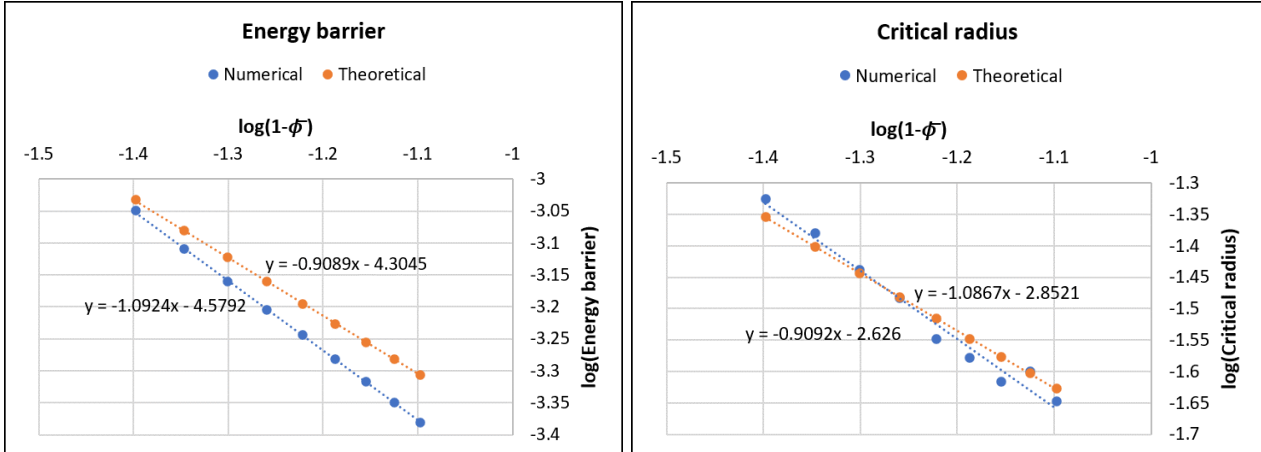 Energy barrier
Numerical Theoretical
log(1-ϕ̄)
-1.5 -1.4 -1.3 -1.2 -1.1 -1
-3
-3.05
-3.1
-3.15
-3.2
-3.25
-3.3
-3.35
-3.4
log(Energy barrier)
y = -0.9089x - 4.3045
y = -1.0924x - 4.5792
Critical radius
Numerical Theoretical
log(1-ϕ̄)
-1.5 -1.4 -1.3 -1.2 -1.1 -1
-1.3
-1.35
-1.4
-1.45
-1.5
-1.55
-1.6
-1.65
-1.7
log(Critical radius)
y = -1.0867x - 2.8521
y = -0.9092x - 2.626